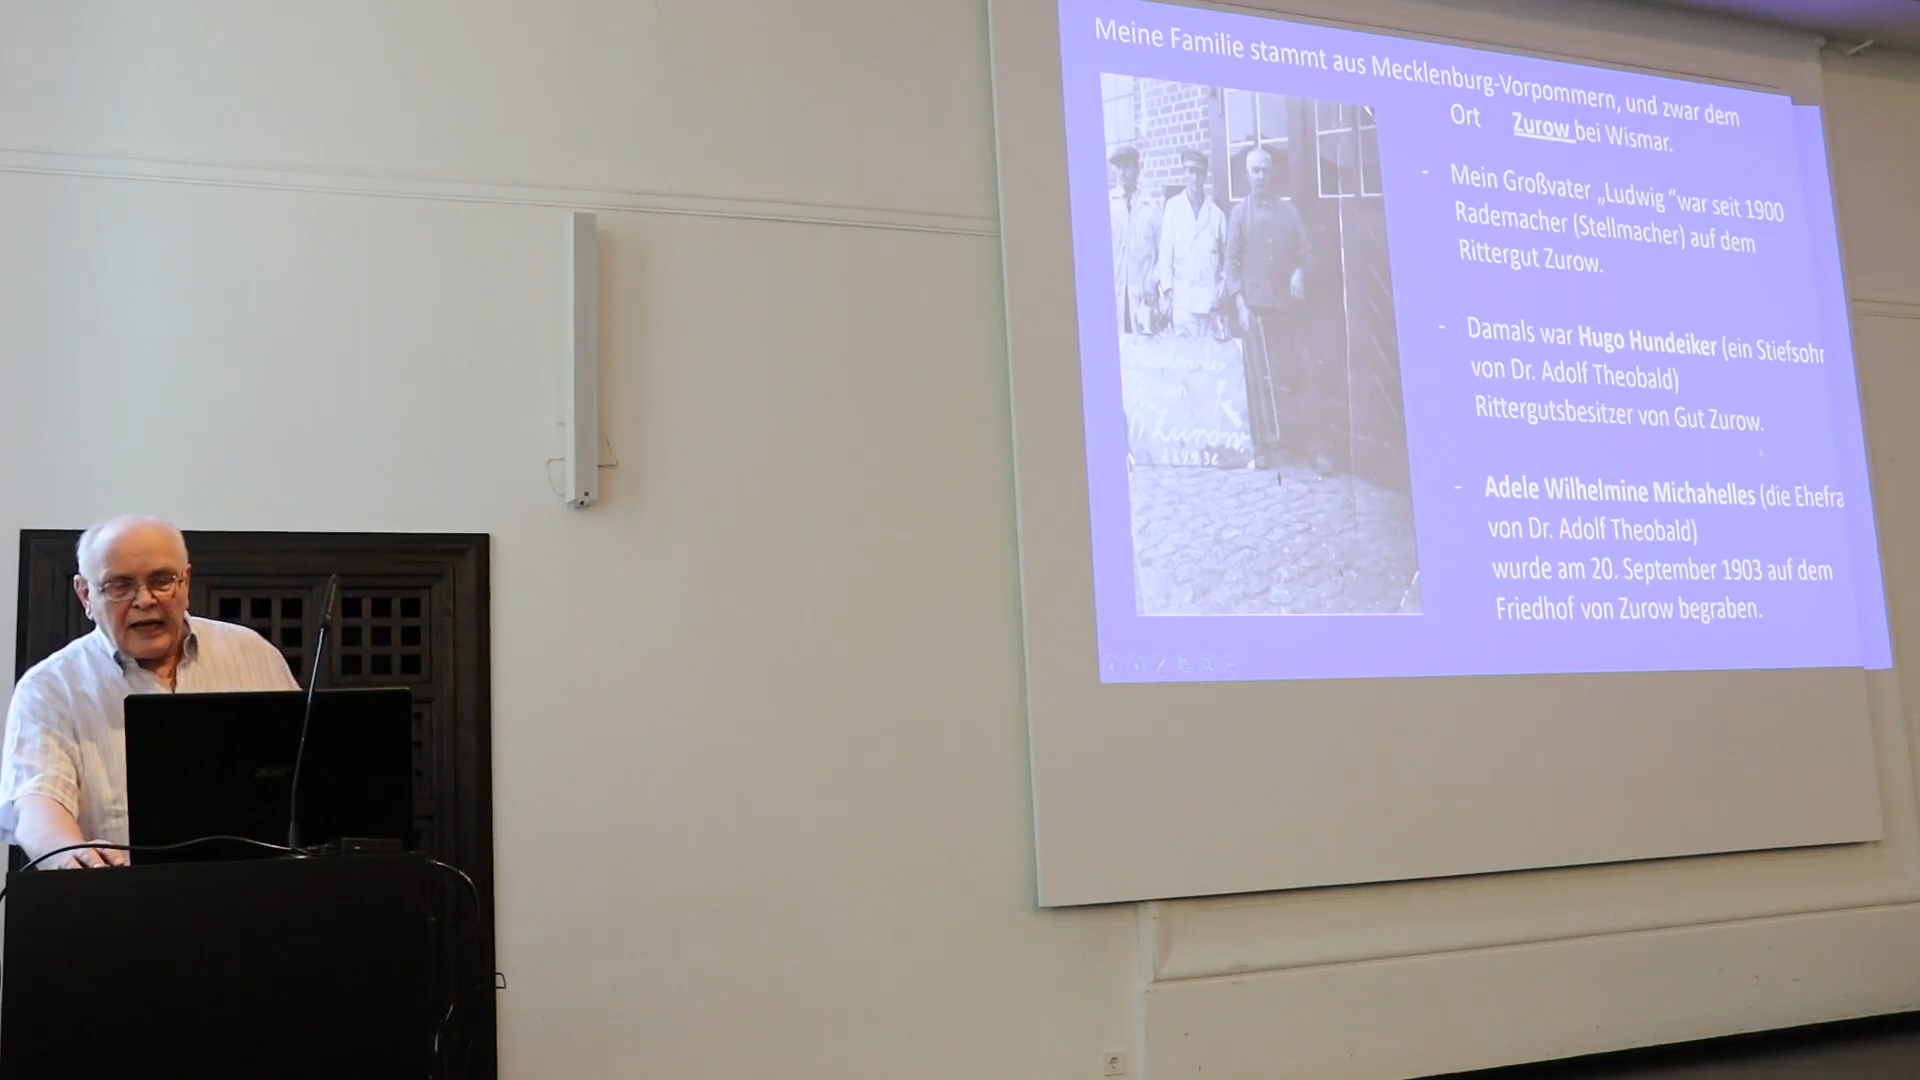 Meine Familie stammt aus Mecklenburg-Vorpommern, und zwar dem
Ort Zurow bei Wismar.
- Mein Großvater „Ludwig “war seit 1900
Rademacher (Stellmacher) auf dem
Rittergut Zurow.
- Damals war Hugo Hundeiker (ein Stiefsohn
von Dr. Adolf Theobald)
Rittergutsbesitzer von Gut Zurow.
- Adele Wilhelmine Michahelles (die Ehefra
von Dr. Adolf Theobald)
wurde am 20. September 1903 auf dem
Friedhof von Zurow begraben.
von
Zurow
acer